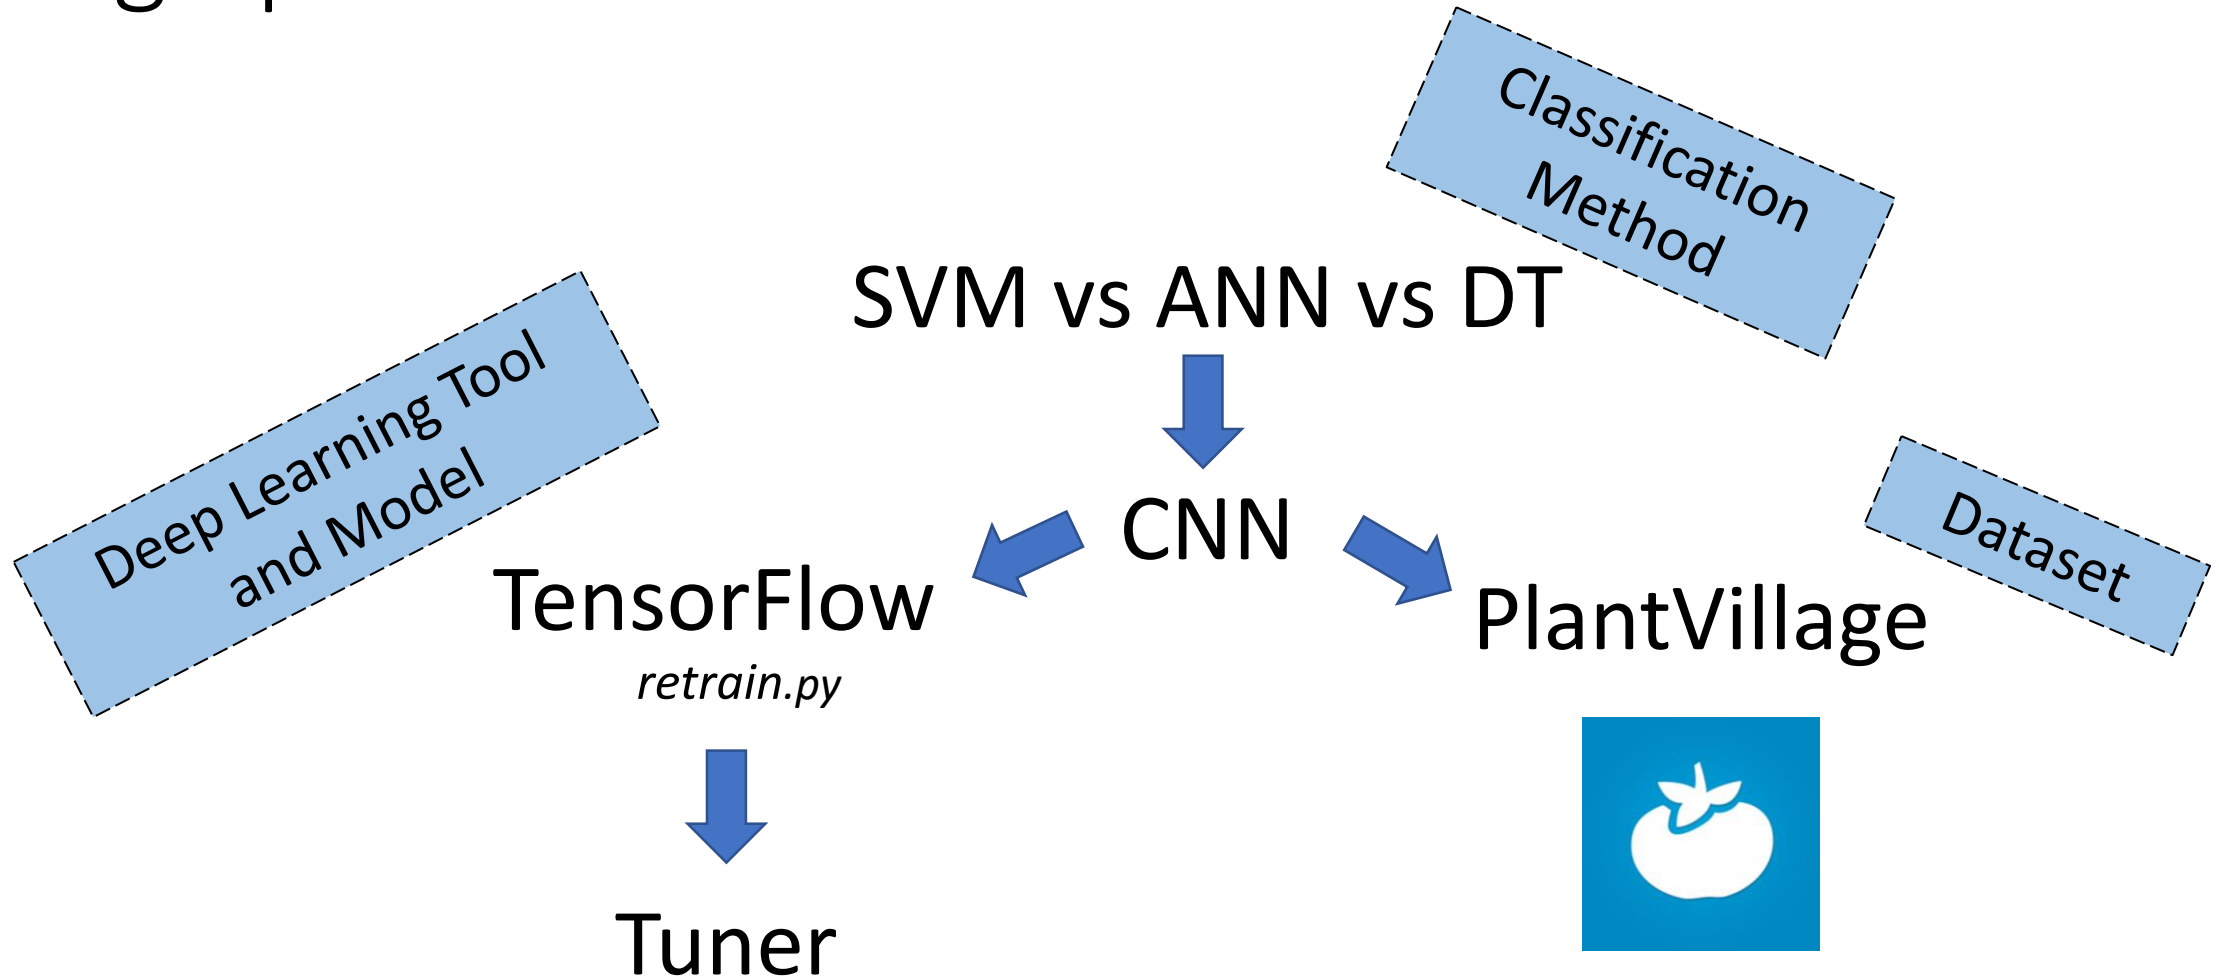 Classification
Method
SVM vs ANN vs DT
Deep Learning Tool
and Model
CNN
Dataset
TensorFlow
PlantVillage
retrain.py
Tuner